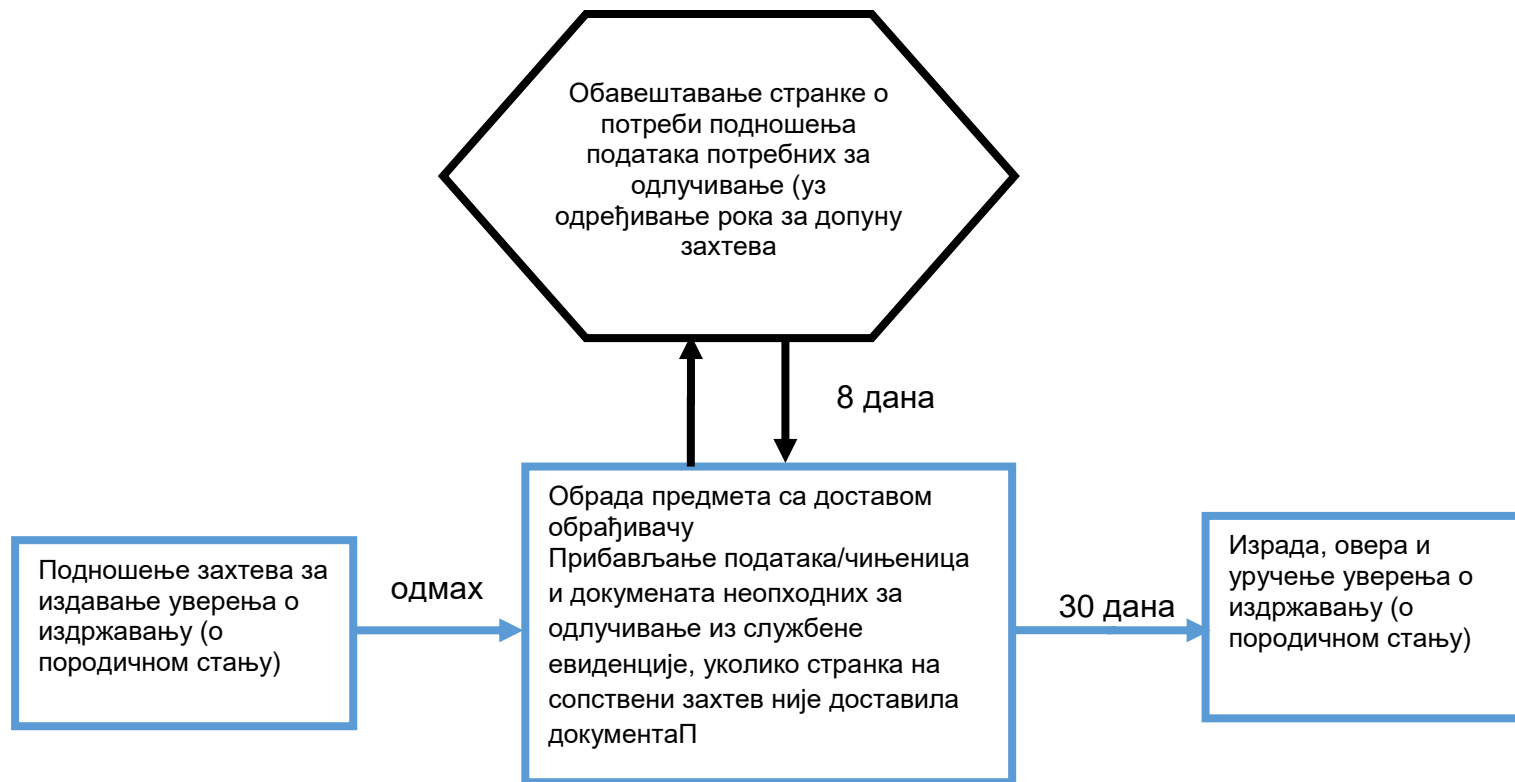 Обавештавање странке о
потреби подношења
података потребних за
одлучивање (уз
одређивање рока за допуну
захтева
8 дана
Подношење захтева за
издавање уверења о
издржавању (о
породичном стању)
одмах
Обрада предмета са доставом
обрађивачу
Прибављање података/чињеница
и докумената неопходних за
одлучивање из службене
евиденције, уколико странка на
сопствени захтев није доставила
документаП
30 дана
Израда, овера и
уручење уверења о
издржавању (о
породичном стању)